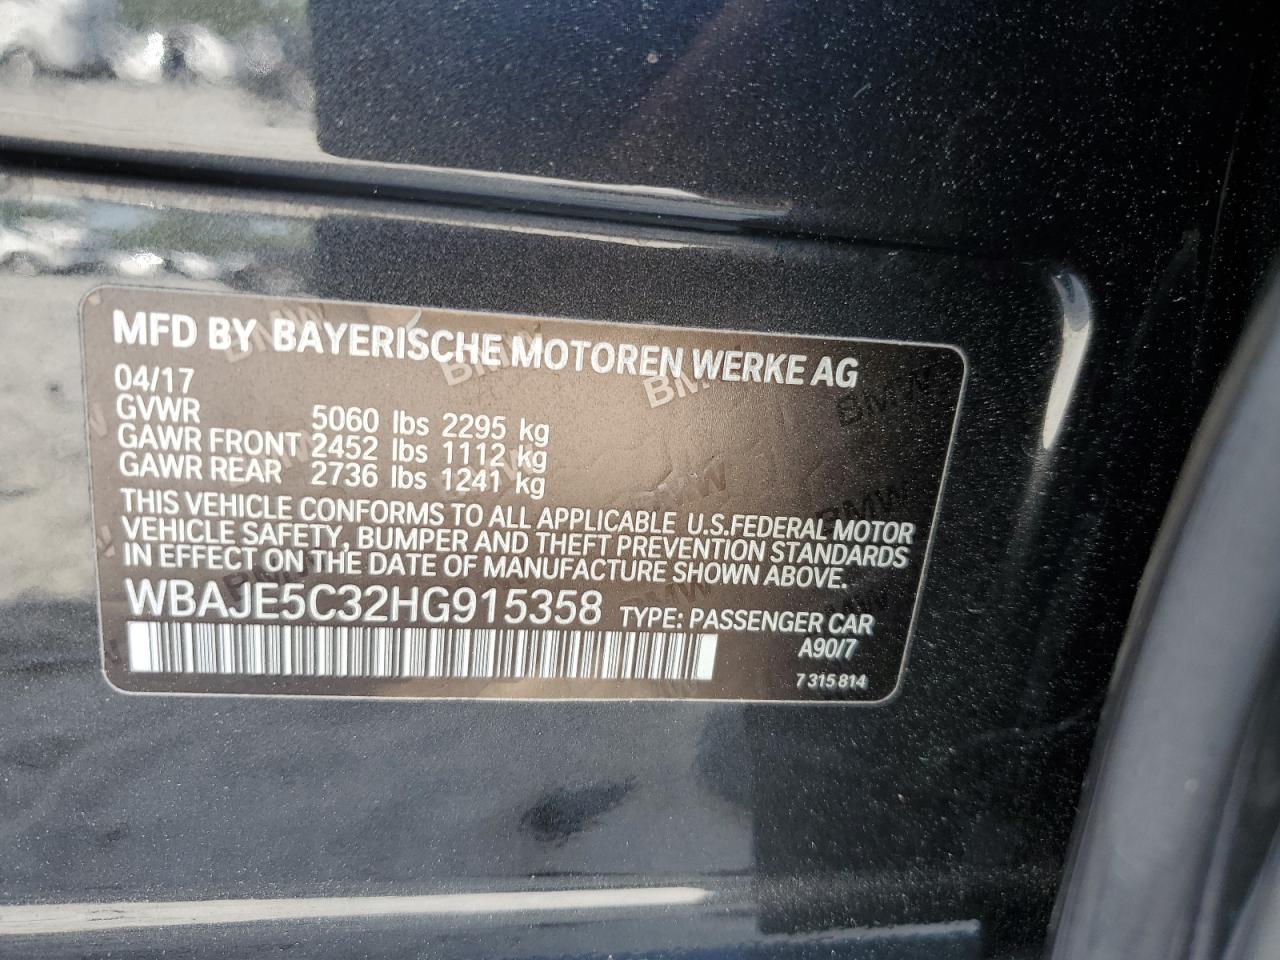 MFD BY BAYERISCHE MOTOREN WERKE AG
04/17
GVWR 5060 lbs 2295 kg
GAWR FRONT 2452 lbs 1112 kg
GAWR REAR 2736 lbs 1241 kg
THIS VEHICLE CONFORMS TO ALL APPLICABLE U.S.FEDERAL MOTOR
VEHICLE SAFETY, BUMPER AND THEFT PREVENTION STANDARDS
IN EFFECT ON THE DATE OF MANUFACTURE SHOWN ABOVE.
WBAJE5C32HG915358 TYPE: PASSENGER CAR
A90/7
7 315 814